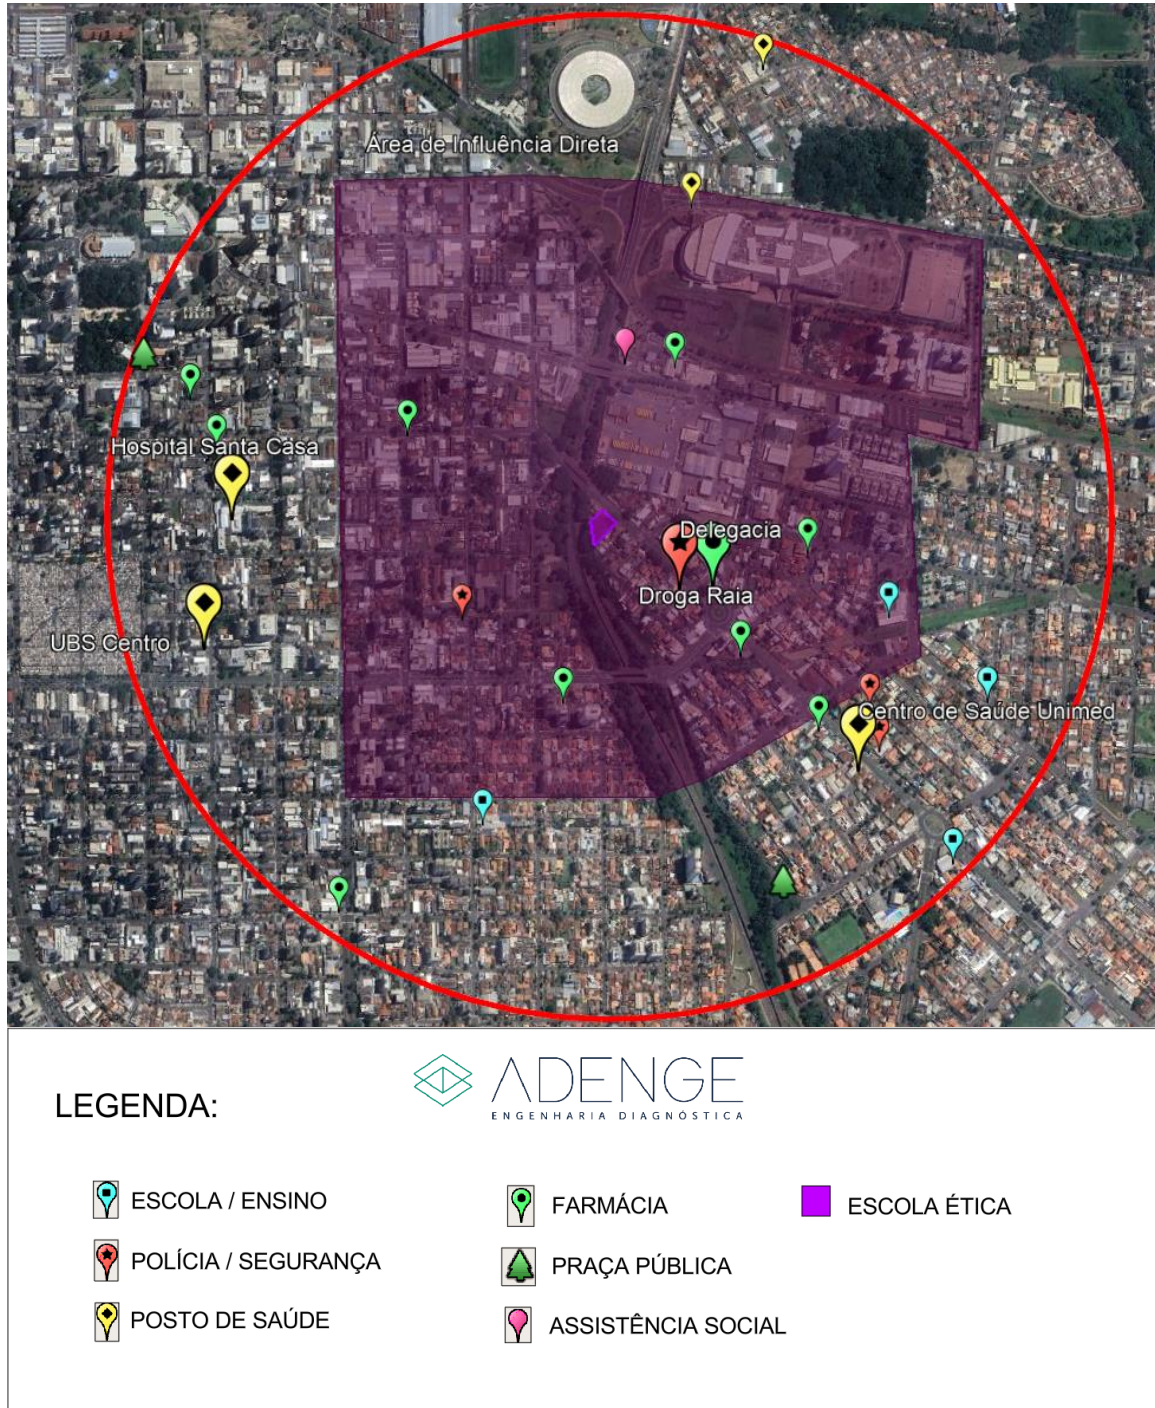 Área de Influência Direta
Hospital Santa Casa
Delegacia
Droga Raia
UBS Centro
Centro de Saúde Unimed
ADENGE
ENGENHARIA DIAGNÓSTICA
LEGENDA:
ESCOLA / ENSINO
FARMÁCIA
ESCOLA ÉTICA
POLÍCIA / SEGURANÇA
PRAÇA PÚBLICA
POSTO DE SAÚDE
ASSISTÊNCIA SOCIAL